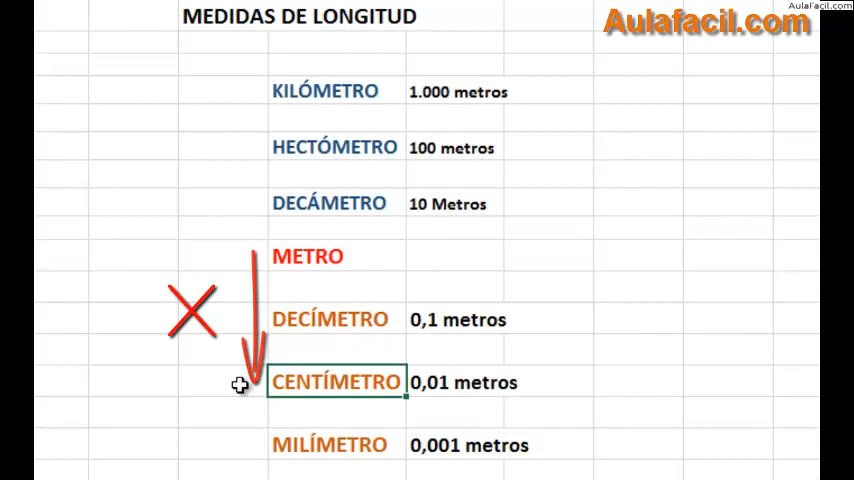 AulaFacil.com
MEDIDAS DE LONGITUD
Aulafacil.com
KILÓMETRO 1.000 metros
HECTÓMETRO 100 metros
DECÁMETRO 10 Metros
METRO
DECÍMETRO 0,1 metros
CENTÍMETRO 0,01 metros
MILÍMETRO 0,001 metros